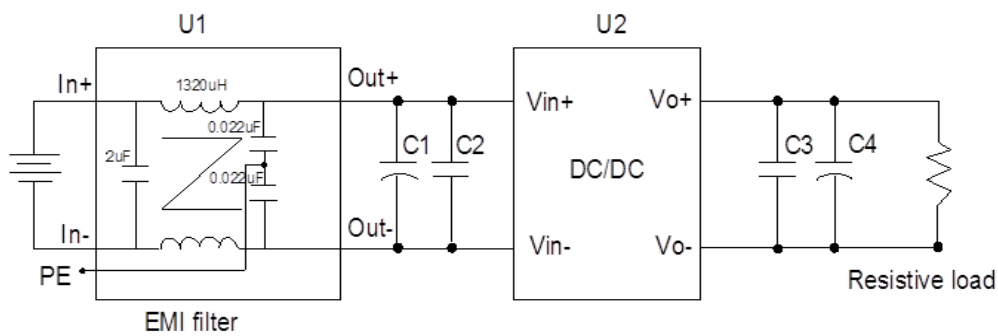 U1
U2
In+
1320uH
Out+
0.022uF
2uF
0.022uF
C1
C2
Vin+
Vo+
DC/DC
C3
C4
In-
Out-
Vin-
Vo-
PE
Resistive load
EMI filter